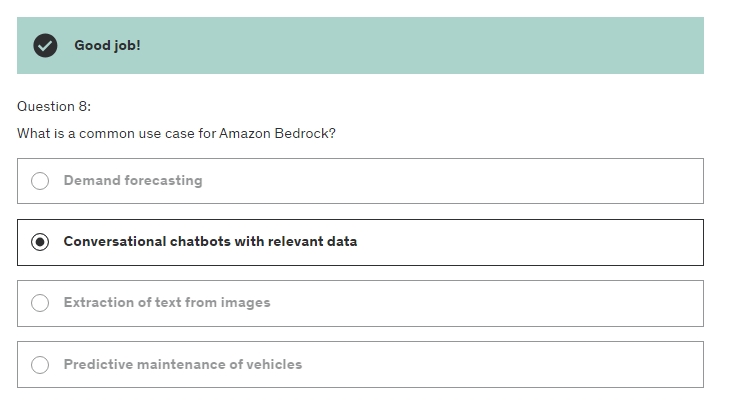 Good job!
Question 8:
What is a common use case for Amazon Bedrock?
Demand forecasting
Conversational chatbots with relevant data
Extraction of text from images
Predictive maintenance of vehicles